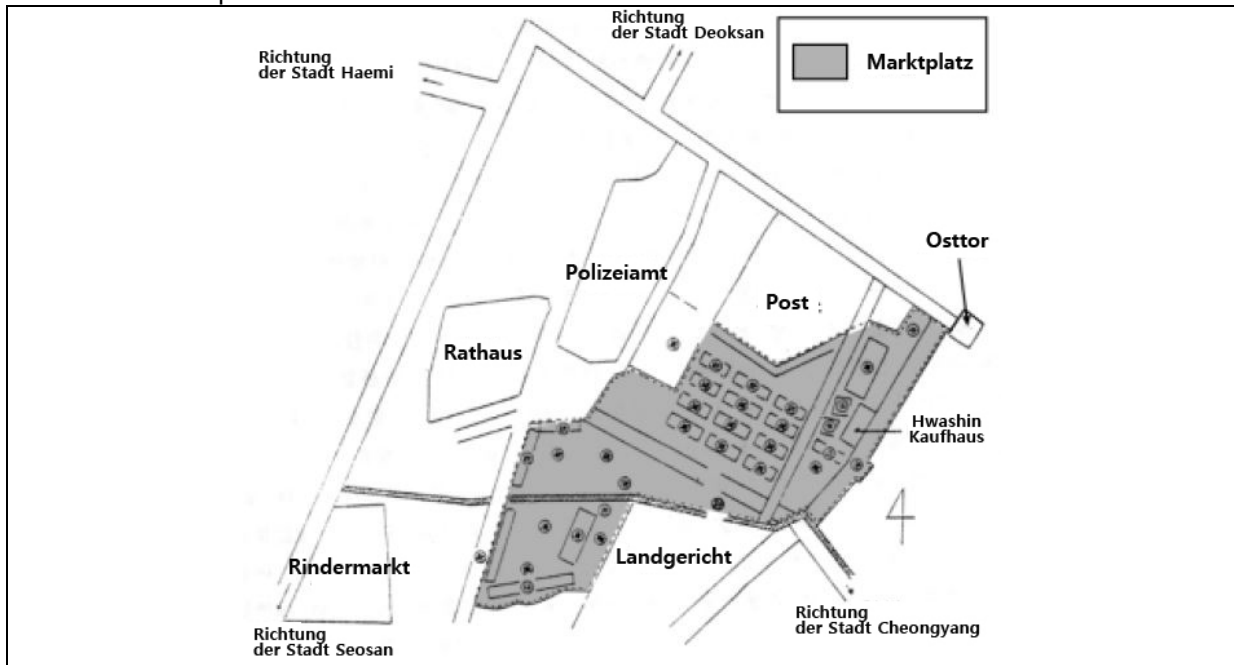 Richtung
der Stadt Deoksan
Richtung
der Stadt Haemi
Marktplatz
Osttor
Polizeiamt
Post
Rathaus
Hwashin
Kaufhaus
Landgericht
Rindermarkt
Richtung
der Stadt Cheongyang
Richtung
der Stadt Seosan